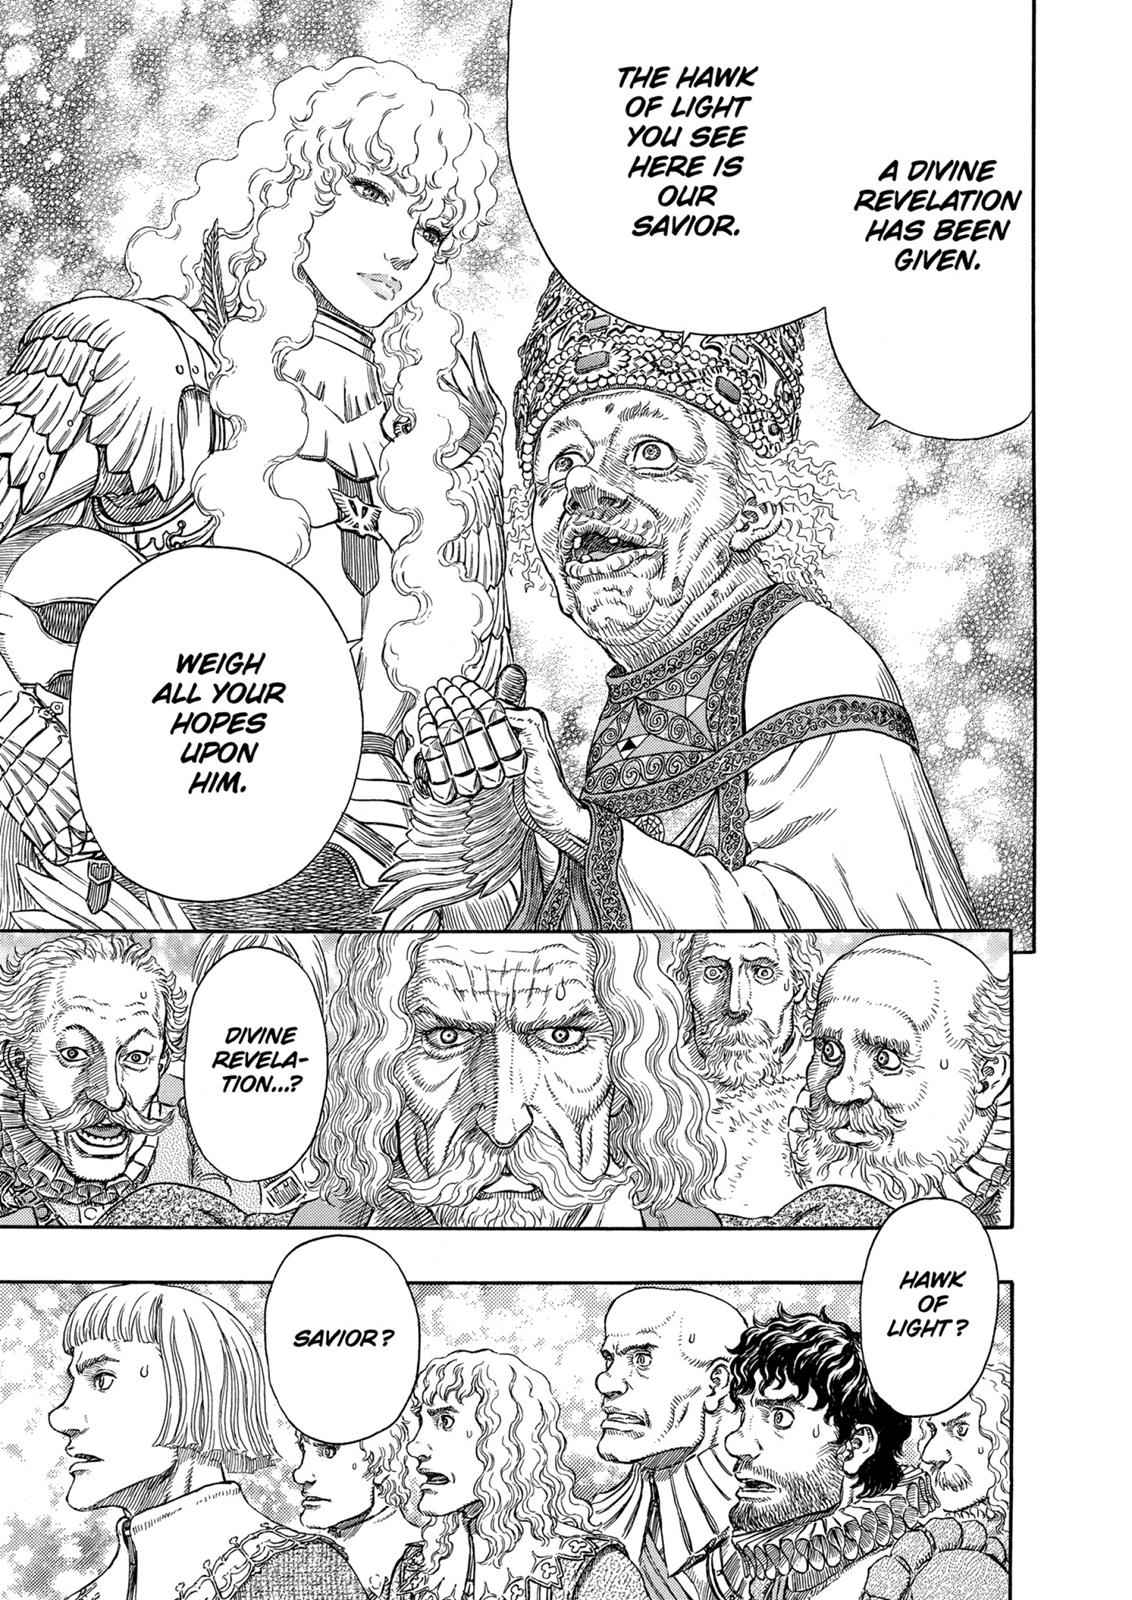 A DIVINE
REVELATION
HAS BEEN
GIVEN.
THE HAWK
OF LIGHT
YOU SEE
HERE IS
OUR
SAVIOR.
WEIGH
ALL YOUR
HOPES
UPON
HIM.
DIVINE
REVELA-
TION...?
HAWK
OF
LIGHT?
SAVIOR?